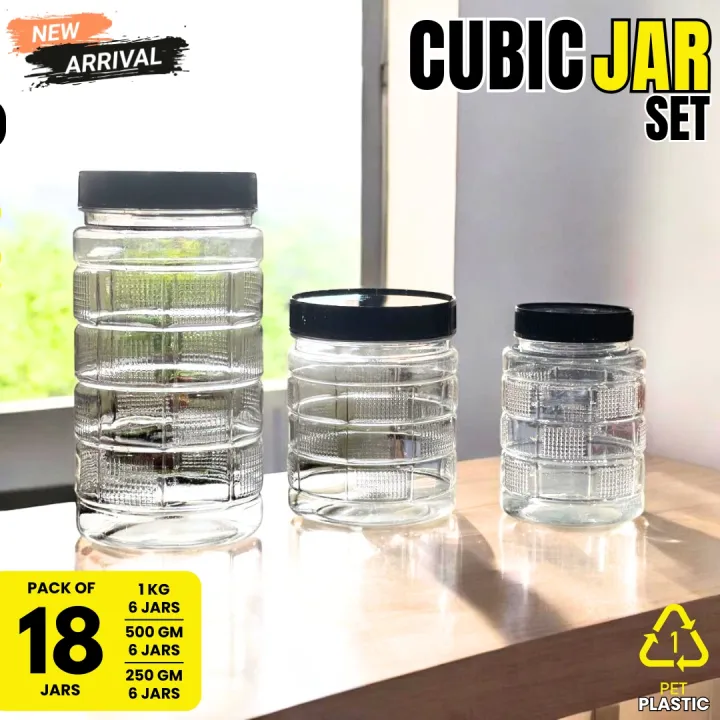 NEW
ARRIVAL
CUBIC JAR
SET
PACK OF
18
JARS
1 KG
6 JARS
500 GM
6 JARS
250 GM
6 JARS
1
PET
PLASTIC